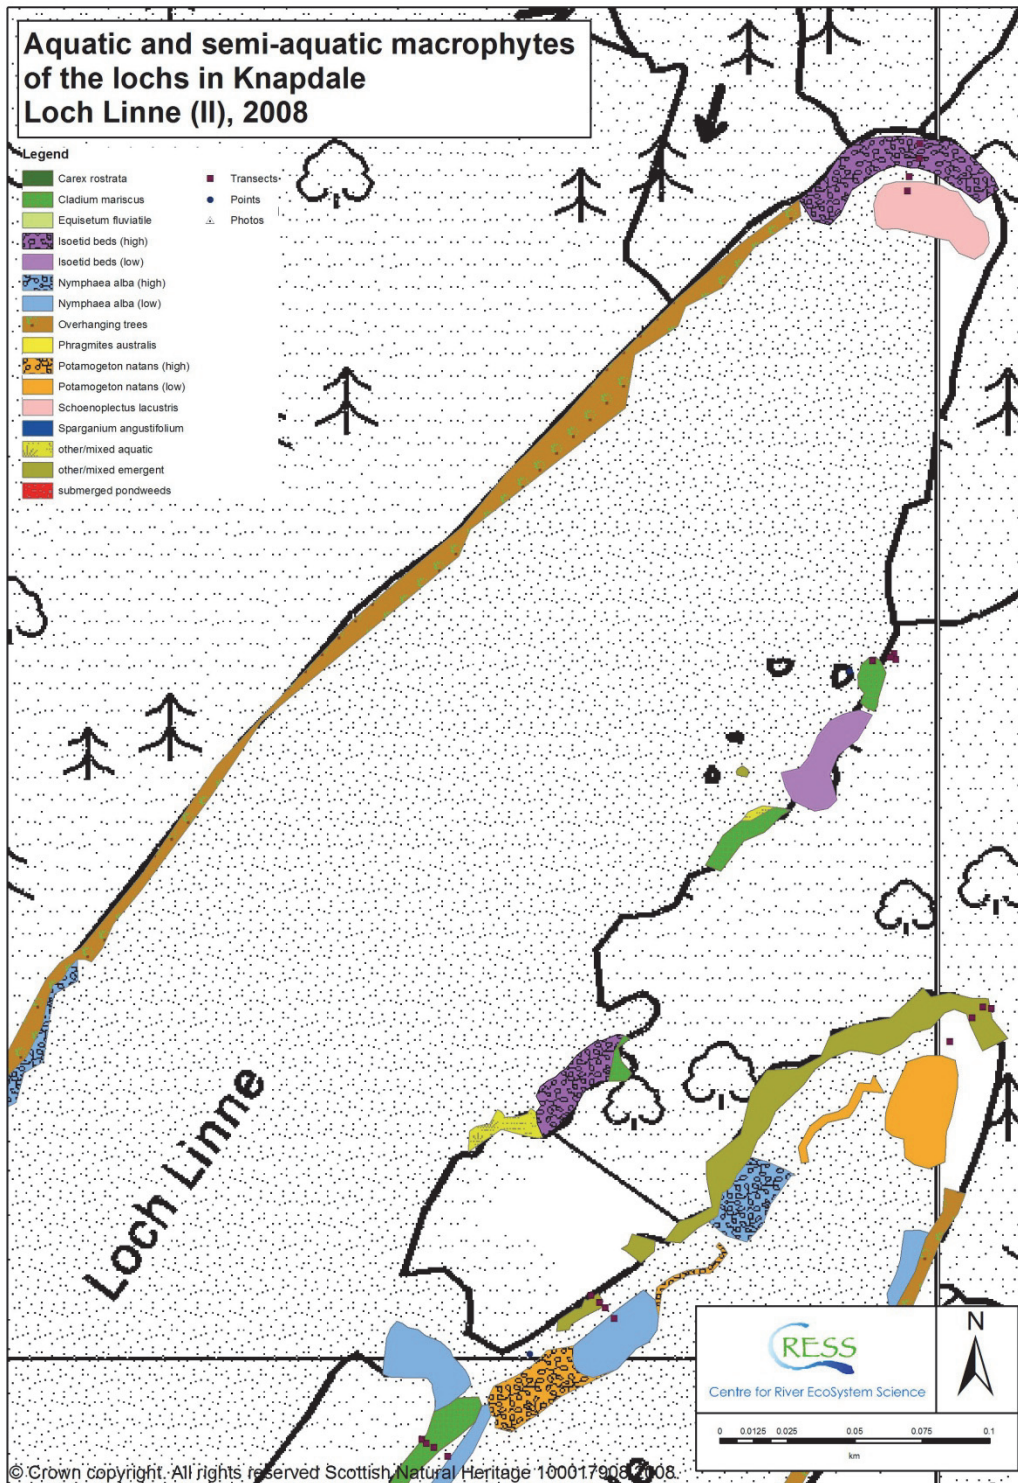 Aquatic and semi-aquatic macrophytes
of the lochs in Knapdale
Loch Linne (II), 2008
Legend
Carex rostrata
Cladium mariscus
Equisetum fluviatile
Isoetid beds (high)
Isoetid beds (low)
Nymphaea alba (high)
Nymphaea alba (low)
Overhanging trees
Phragmites australis
Potamogeton natans (high)
Potamogeton natans (low)
Schoenoplectus lacustris
Sparganium angustifolium
other/mixed aquatic
other/mixed emergent
submerged pondweeds
Transects
Points
Photos
Loch Linne
CRESS
Centre for River EcoSystem Science
N
0 0.0125 0.025 0.05 0.075 0.1
km
© Crown copyright. All rights reserved Scottish Natural Heritage 100017908 2008.